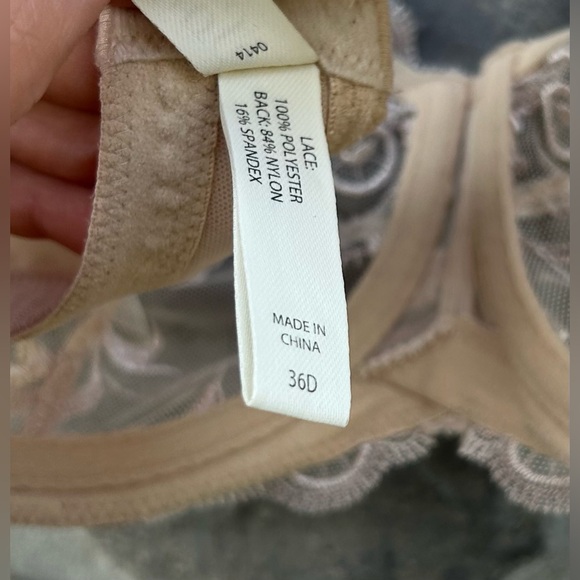 0414
LACE:
100% POLYESTER
BACK: 84% NYLON
16% SPANDEX
MADE IN
CHINA
36D